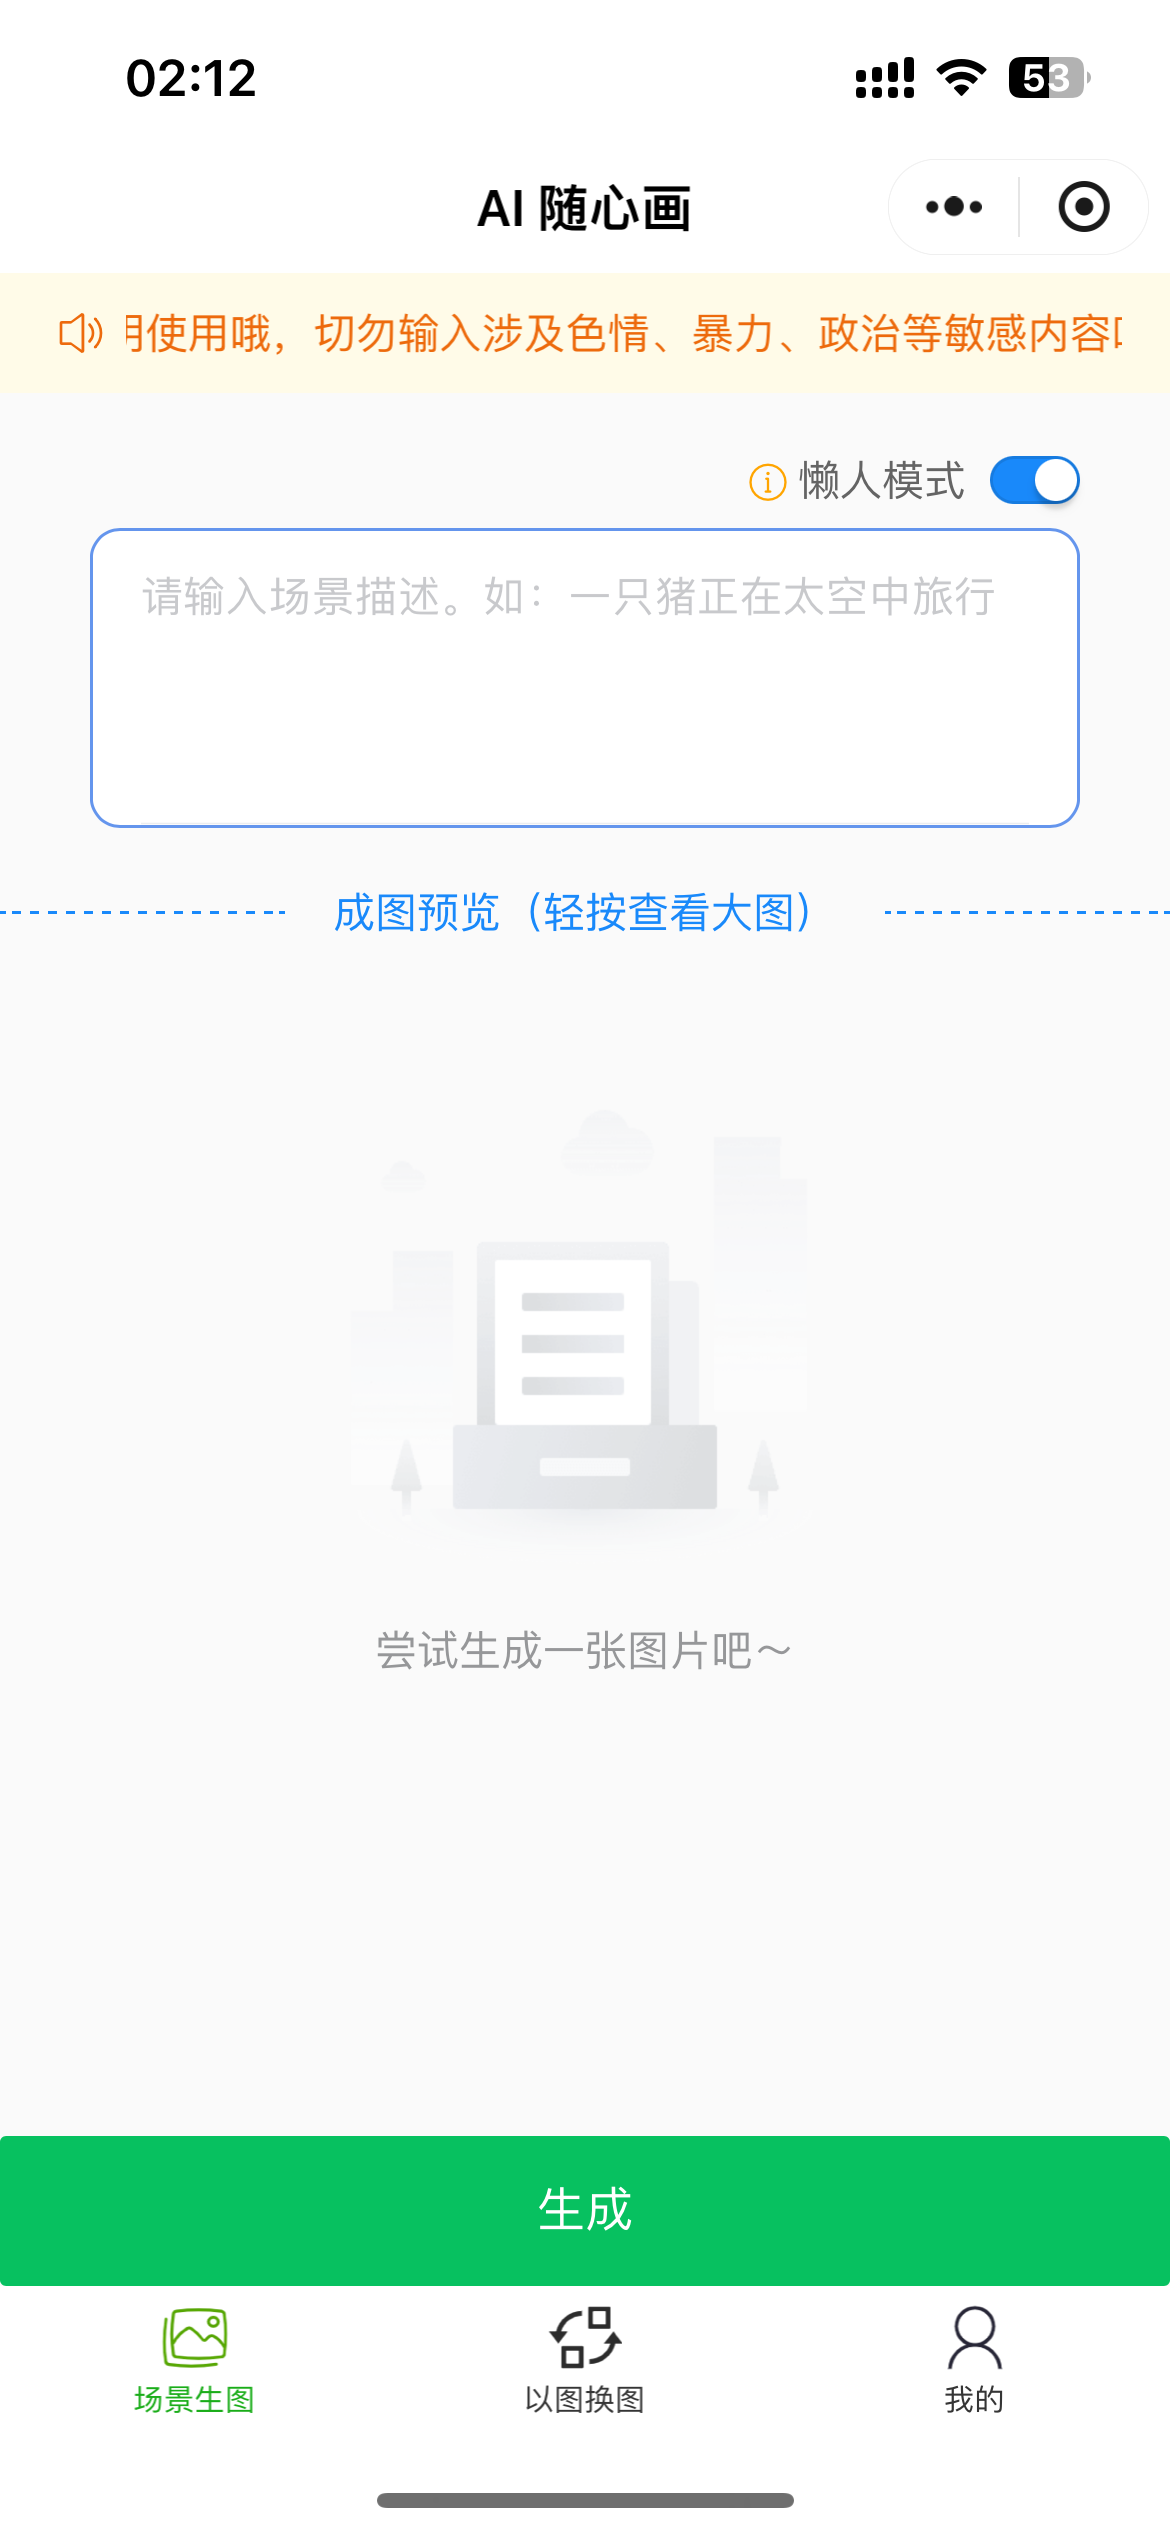 02:12
53
AI 随心画
用使用哦，切勿输入涉及色情、暴力、政治等敏感内容
懒人模式
请输入场景描述。如：一只猪正在太空中旅行
成图预览（轻按查看大图）
尝试生成一张图片吧～
生成
场景生图
以图换图
我的